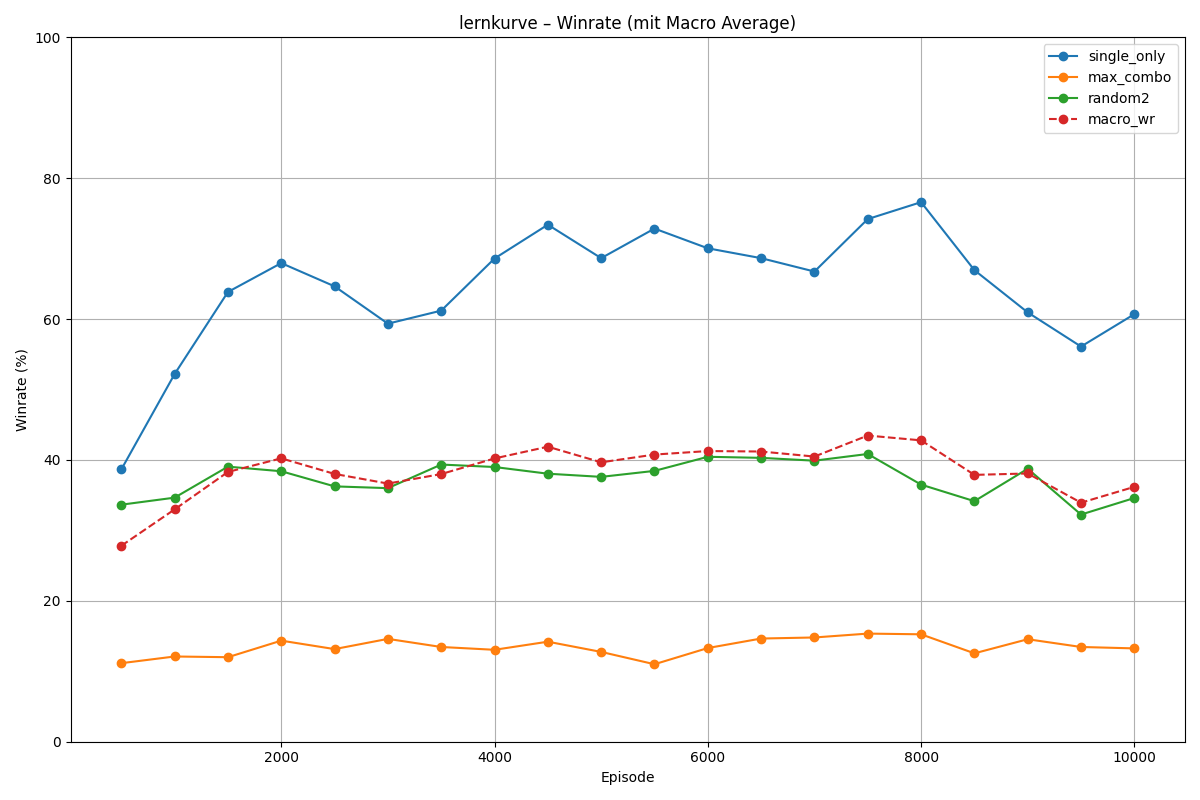 lernkurve – Winrate (mit Macro Average)
100
80
60
40
20
0
Winrate (%)
single_only
max_combo
random2
macro_wr
2000
4000
6000
8000
10000
Episode